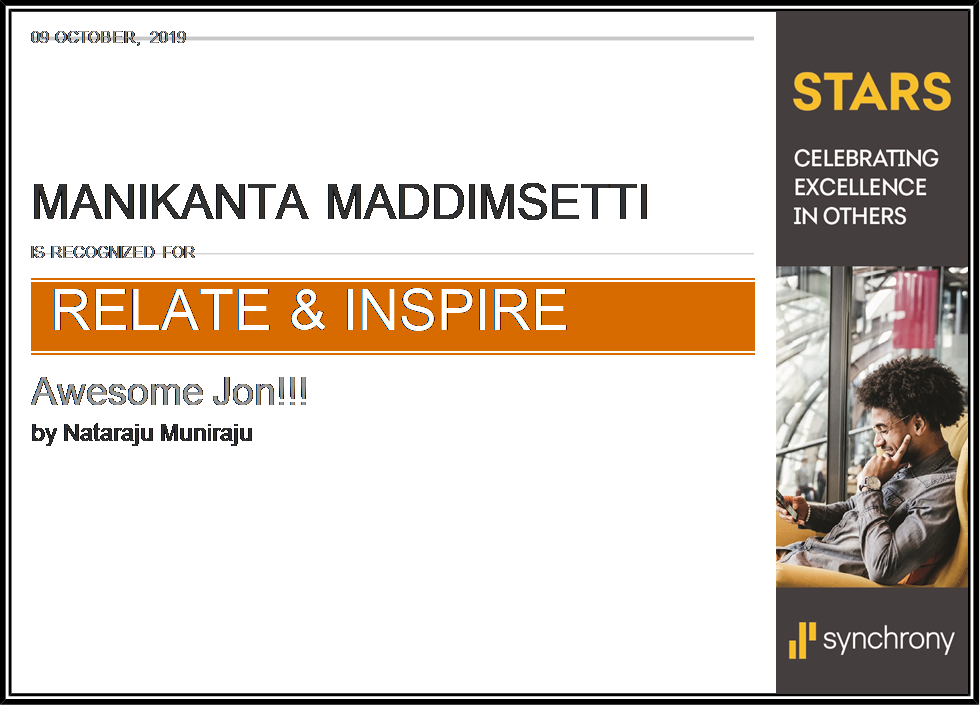 09 OCTOBER, 2019
MANIKANTA MADDIMSETTI
IS RECOGNIZED FOR
RELATE & INSPIRE
Awesome Jon!!!
by Nataraju Muniraju
STARS
CELEBRATING
EXCELLENCE
IN OTHERS
synchrony